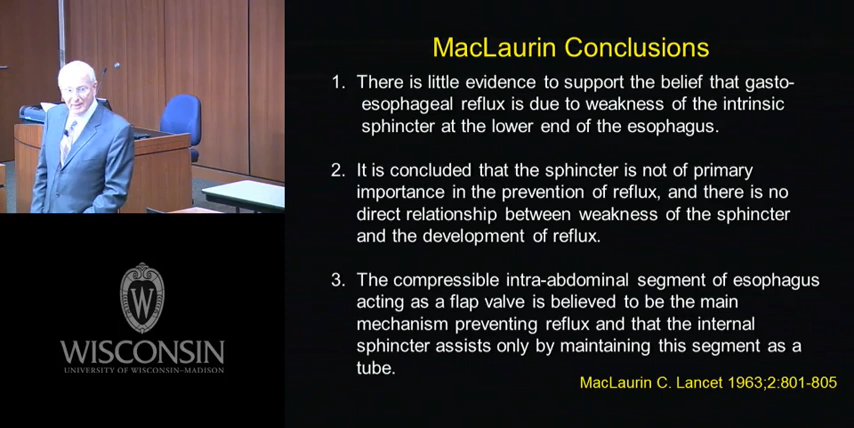 MacLaurin Conclusions
1. There is little evidence to support the belief that gasto-
esophageal reflux is due to weakness of the intrinsic
sphincter at the lower end of the esophagus.
2. It is concluded that the sphincter is not of primary
importance in the prevention of reflux, and there is no
direct relationship between weakness of the sphincter
and the development of reflux.
3. The compressible intra-abdominal segment of esophagus
acting as a flap valve is believed to be the main
mechanism preventing reflux and that the internal
sphincter assists only by maintaining this segment as a
tube.
MacLaurin C. Lancet 1963;2:801-805
W
WISCONSIN
UNIVERSITY OF WISCONSIN–MADISON